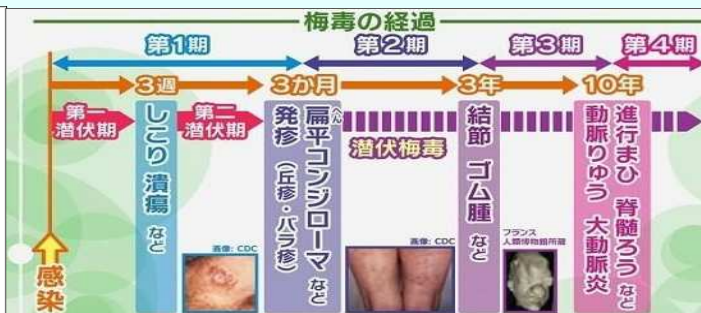 梅毒の経過
第1期
第2期
第3期
第4期
3週
3か月
3年
10年
第一
潜伏期
しこり 潰瘍 など
第二
潜伏期
扁平コンジローマ など
へん
発疹 (丘疹・バラ疹)
潜伏梅毒
結節 ゴム腫 など
進行まひ 脊髄ろう など
動脈りゅう 大動脈炎
画像:CDC
画像:CDC
フランス
人類博物館所蔵
感染